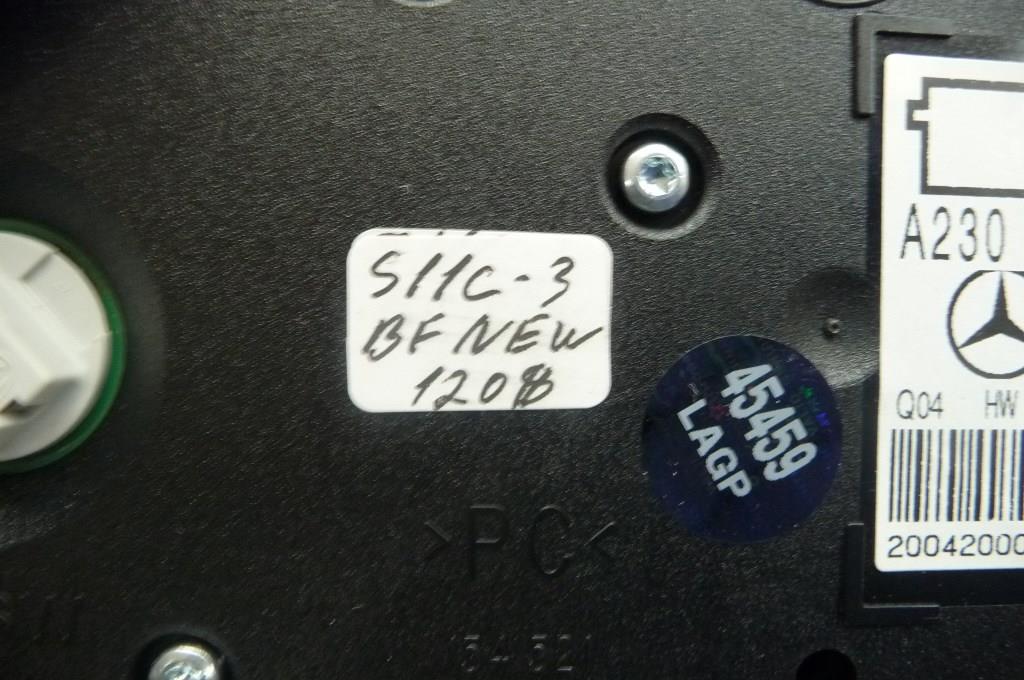 S11C-3
BF NEW
120
45459
LAGP
A230
Q04 HW
20042000
>PC<